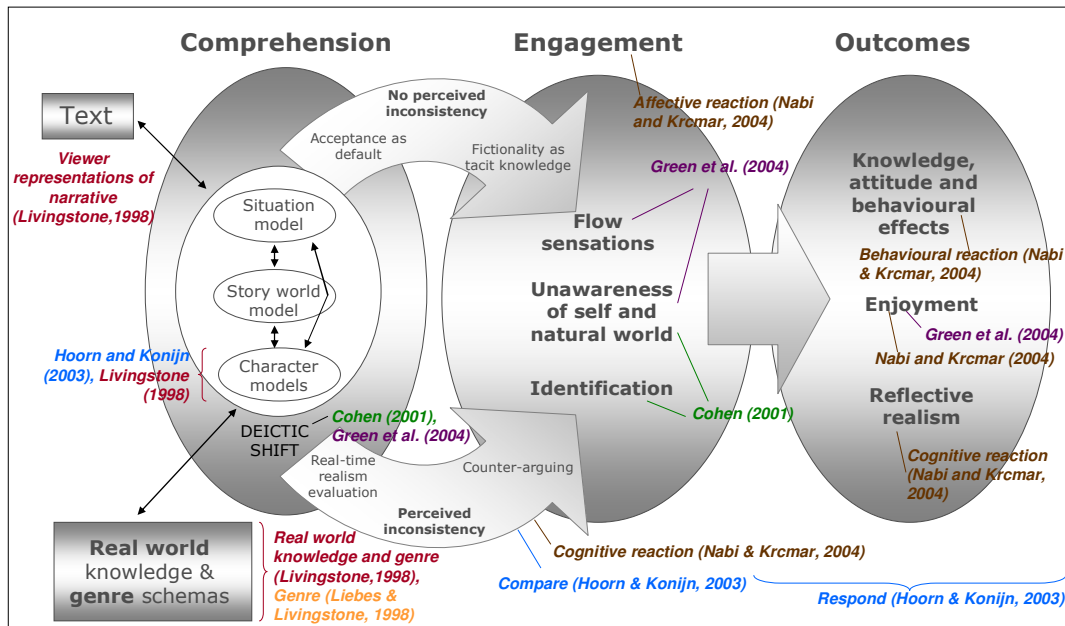 Comprehension
Engagement
Outcomes
Text
No perceived
inconsistency
Acceptance as
default
Fictionality as
tacit knowledge
Affective reaction (Nabi
and Krcmar, 2004)
Viewer
representations of
narrative
(Livingstone,1998)
Situation
model
Story world
model
Character
models
Hoorn and Konijn
(2003), Livingstone
(1998)
DEICTIC
SHIFT
Cohen (2001),
Green et al. (2004)
Green et al. (2004)
Flow
sensations
Unawareness
of self and
natural world
Identification
Cohen (2001)
Knowledge,
attitude and
behavioural
effects
Behavioural reaction (Nabi
& Krcmar, 2004)
Enjoyment
Green et al. (2004)
Nabi and Krcmar (2004)
Reflective
realism
Cognitive reaction
(Nabi and Krcmar,
2004)
Real-time
realism
evaluation
Counter-arguing
Perceived
inconsistency
Real world
knowledge &
genre schemas
Real world
knowledge and genre
(Livingstone,1998),
Genre (Liebes &
Livingstone, 1998)
Cognitive reaction (Nabi & Krcmar, 2004)
Compare (Hoorn & Konijn, 2003)
Respond (Hoorn & Konijn, 2003)